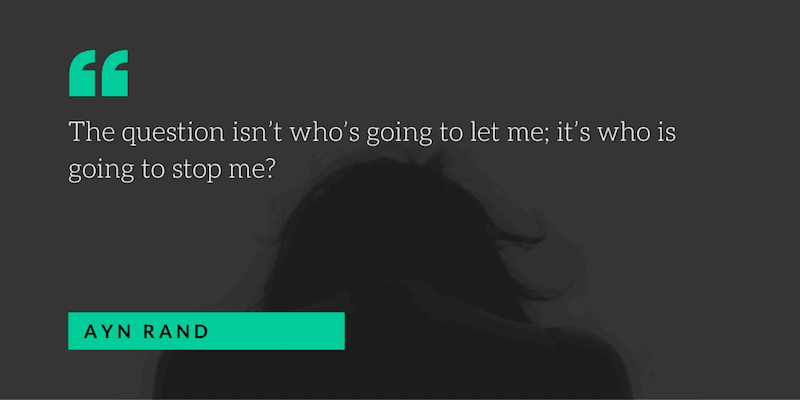 The question isn’t who’s going to let me; it’s who is
going to stop me?
AYN RAND